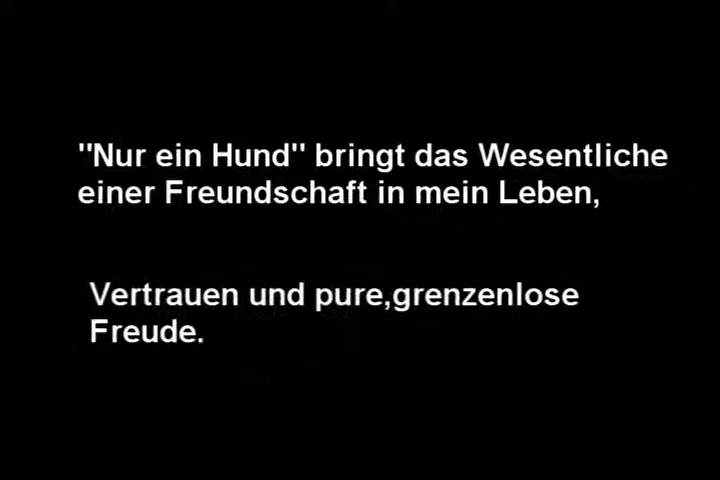 "Nur ein Hund" bringt das Wesentliche
einer Freundschaft in mein Leben,
Vertrauen und pure,grenzenlose
Freude.